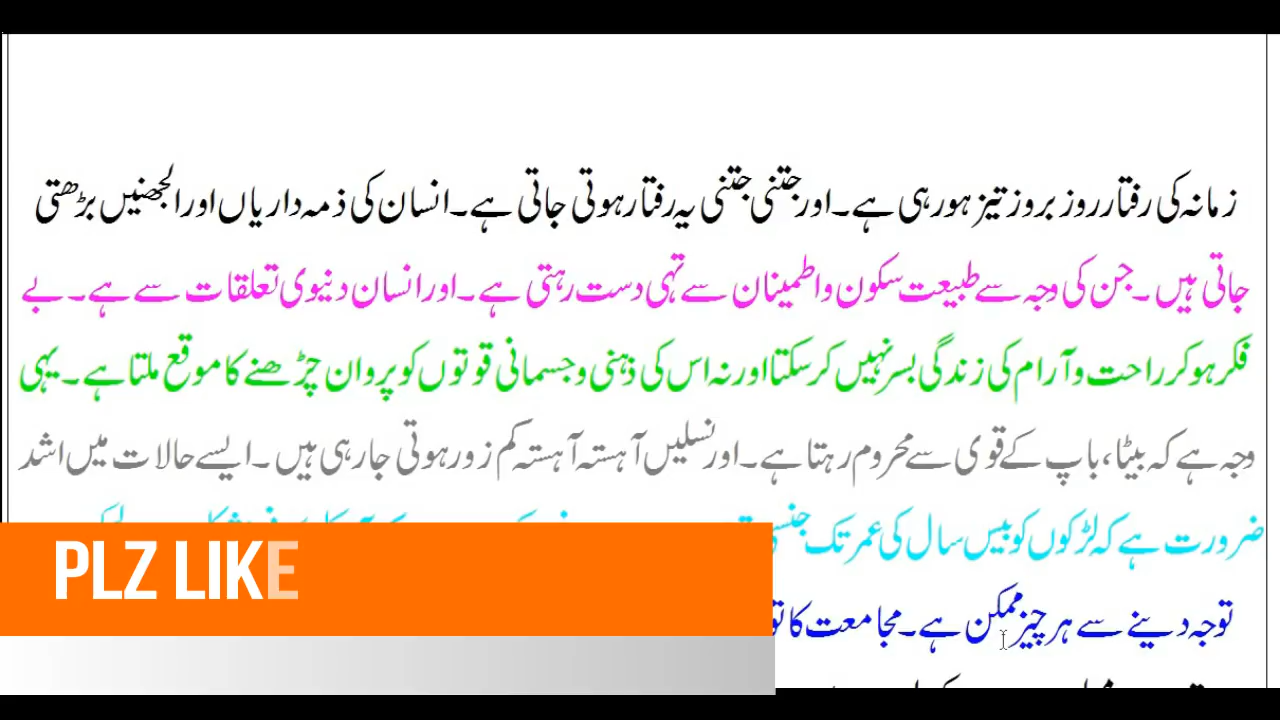 زمانہ کی رفتار روز بروز تیز ہو رہی ہے۔ اور جتنی جتنی یہ رفتار ہوتی جاتی ہے۔ انسان کی ذمہ داریاں اور الجھنیں بڑھتی
جاتی ہیں۔ جن کی وجہ سے طبیعت سکون و اطمینان سے تہی دست رہتی ہے۔ اور انسان دنیوی تعلقات سے ہے۔ بے
فکر ہو کر راحت و آرام کی زندگی بسر نہیں کر سکتا اور نہ اس کی ذہنی و جسمانی قوتوں کو پروان چڑھنے کا موقع ملتا ہے۔ یہی
وجہ ہے کہ بیٹا، باپ کے قوی سے محروم رہتا ہے۔ اور نسلیں آہستہ آہستہ کم زور ہوتی جا رہی ہیں۔ ایسے حالات میں اشد
ضرورت ہے کہ لڑکوں کو بیس سال کی عمر تک جنسی
توجہ دینے سے ہر چیز ممکن ہے۔ مجامعت کا
PLZ LIKE